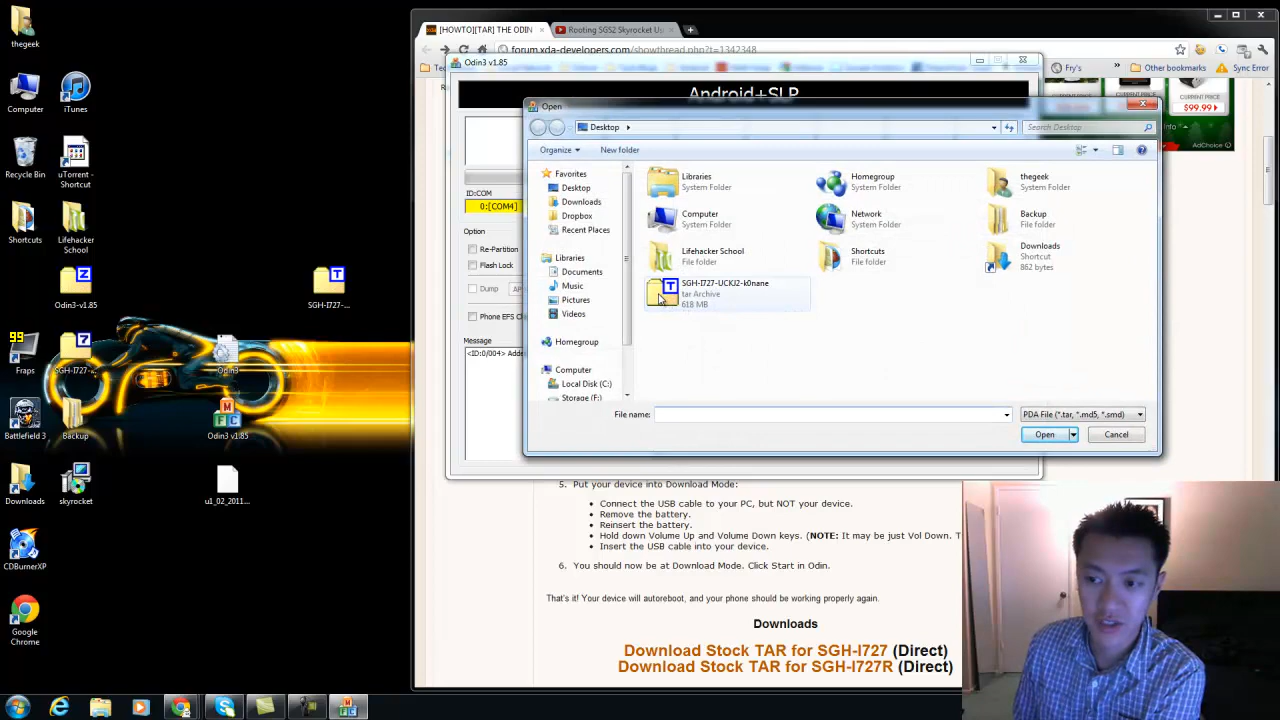 thegeek
Computer
iTunes
Recycle Bin
uTorrent -
Shortcut
Shortcuts
Lifehacker
School
Odin3-v1.85
SGH-I727-...
99
Fraps
SGH-I727-...
Odin3
Battlefield 3
Backup
Odin3 v1.85
Downloads
skyrocket
u1_02_2011...
CDBurnerXP
Google
Chrome
[HOWTO][TAR] THE ODIN
Rooting SGS2 Skyrocket Us
forum.xda-developers.com/showthread.php?t=1342348
Fry's
»
Other bookmarks
Sync Error
Odin3 v1.85
Android+SLP
CURRENT PRICE
$99.99
AdChoice
ID:COM
0:[COM4]
Option
Re-Partition
Flash Lock
Dump
Phone EFS Cl
Message
<ID:0/004> Adde
Open
Desktop
Search Desktop
Organize
New folder
Favorites
Desktop
Downloads
Dropbox
Recent Places
Libraries
Documents
Music
Pictures
Videos
Homegroup
Computer
Local Disk (C:)
Storage (F:)
Libraries
System Folder
Homegroup
System Folder
thegeek
System Folder
Computer
System Folder
Network
System Folder
Backup
File folder
Lifehacker School
File folder
Shortcuts
File folder
Downloads
Shortcut
862 bytes
SGH-I727-UCKJ2-k0nane
tar Archive
618 MB
File name:
PDA File (*.tar, *.md5, *.smd)
Open
Cancel
5. Put your device into Download Mode:
• Connect the USB cable to your PC, but NOT your device.
• Remove the battery.
• Reinsert the battery.
• Hold down Volume Up and Volume Down keys. (NOTE: It may be just Vol Down. T
• Insert the USB cable into your device.
6. You should now be at Download Mode. Click Start in Odin.
That's it! Your device will autoreboot, and your phone should be working properly again.
Downloads
Download Stock TAR for SGH-I727 (Direct)
Download Stock TAR for SGH-I727R (Direct)